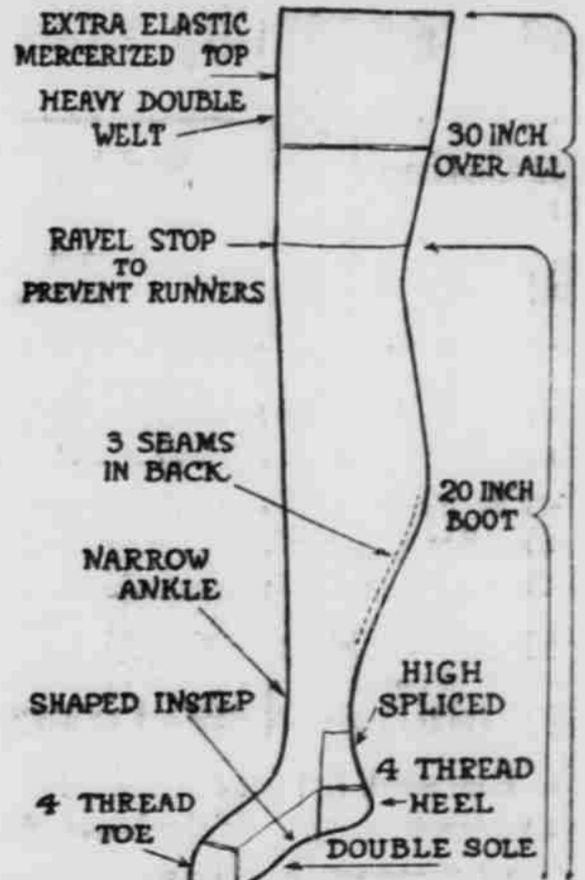 EXTRA ELASTIC
MERCERIZED TOP
HEAVY DOUBLE
WELT
30 INCH
OVER ALL
RAVEL STOP
TO
PREVENT RUNNERS
3 SEAMS
IN BACK
20 INCH
BOOT
NARROW
ANKLE
HIGH
SPLICED
SHAPED INSTEP
4 THREAD
HEEL
4 THREAD
TOE
DOUBLE SOLE